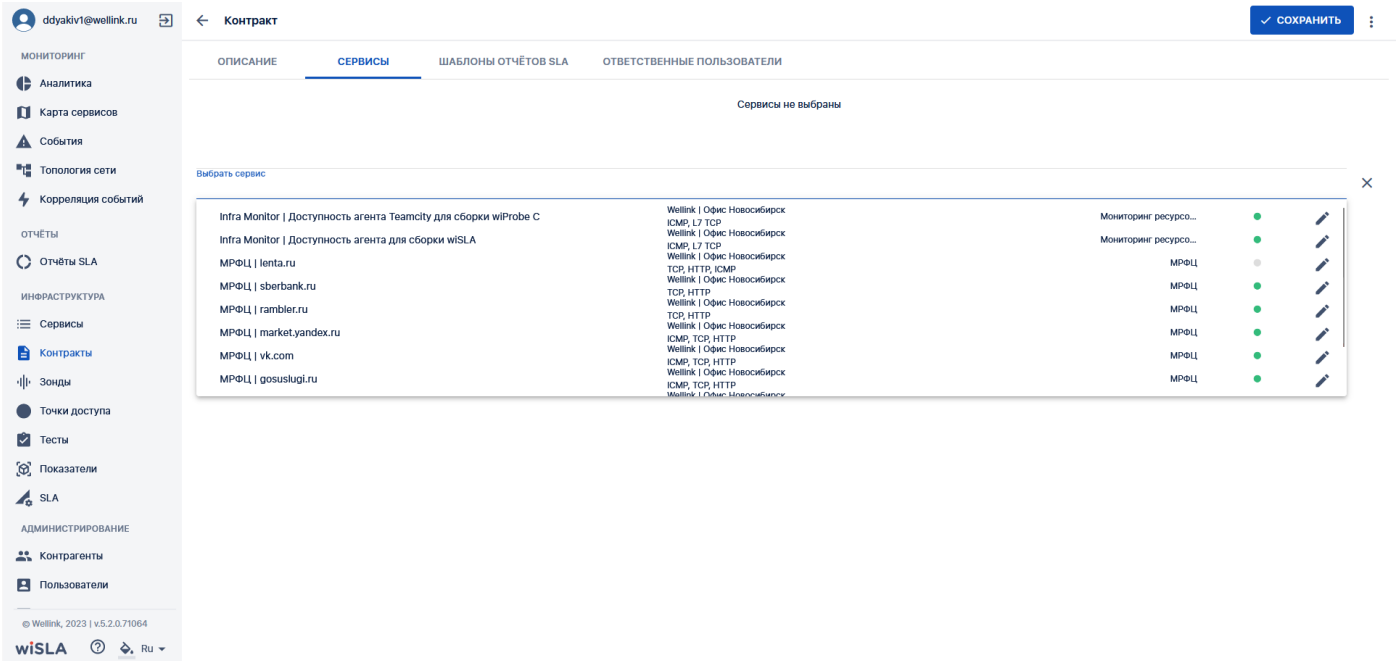 ddyakiv1@wellink.ru
МОНИТОРИНГ
Аналитика
Карта сервисов
События
Топология сети
Корреляция событий
ОТЧЁТЫ
Отчёты SLA
ИНФРАСТРУКТУРА
Сервисы
Контракты
Зонды
Точки доступа
Тесты
Показатели
SLA
АДМИНИСТРИРОВАНИЕ
Контрагенты
Пользователи
© Wellink, 2023 | v.5.2.0.71064
wiSLA
Ru
Контракт
СОХРАНИТЬ
ОПИСАНИЕ
СЕРВИСЫ
ШАБЛОНЫ ОТЧЁТОВ SLA
ОТВЕТСТВЕННЫЕ ПОЛЬЗОВАТЕЛИ
Сервисы не выбраны
Выбрать сервис
Infra Monitor | Доступность агента Teamcity для сборки wiProbe C
Wellink | Офис Новосибирск
ICMP, L7 TCP
Мониторинг ресурсо...
Infra Monitor | Доступность агента для сборки wiSLA
Wellink | Офис Новосибирск
ICMP, L7 TCP
Мониторинг ресурсо...
МРФЦ | lenta.ru
Wellink | Офис Новосибирск
TCP, HTTP, ICMP
МРФЦ
МРФЦ | sberbank.ru
Wellink | Офис Новосибирск
TCP, HTTP
МРФЦ
МРФЦ | rambler.ru
Wellink | Офис Новосибирск
TCP, HTTP
МРФЦ
МРФЦ | market.yandex.ru
Wellink | Офис Новосибирск
ICMP, TCP, HTTP
МРФЦ
МРФЦ | vk.com
Wellink | Офис Новосибирск
ICMP, TCP, HTTP
МРФЦ
МРФЦ | gosuslugi.ru
Wellink | Офис Новосибирск
ICMP, TCP, HTTP
МРФЦ
Wellink | Офис Новосибирск